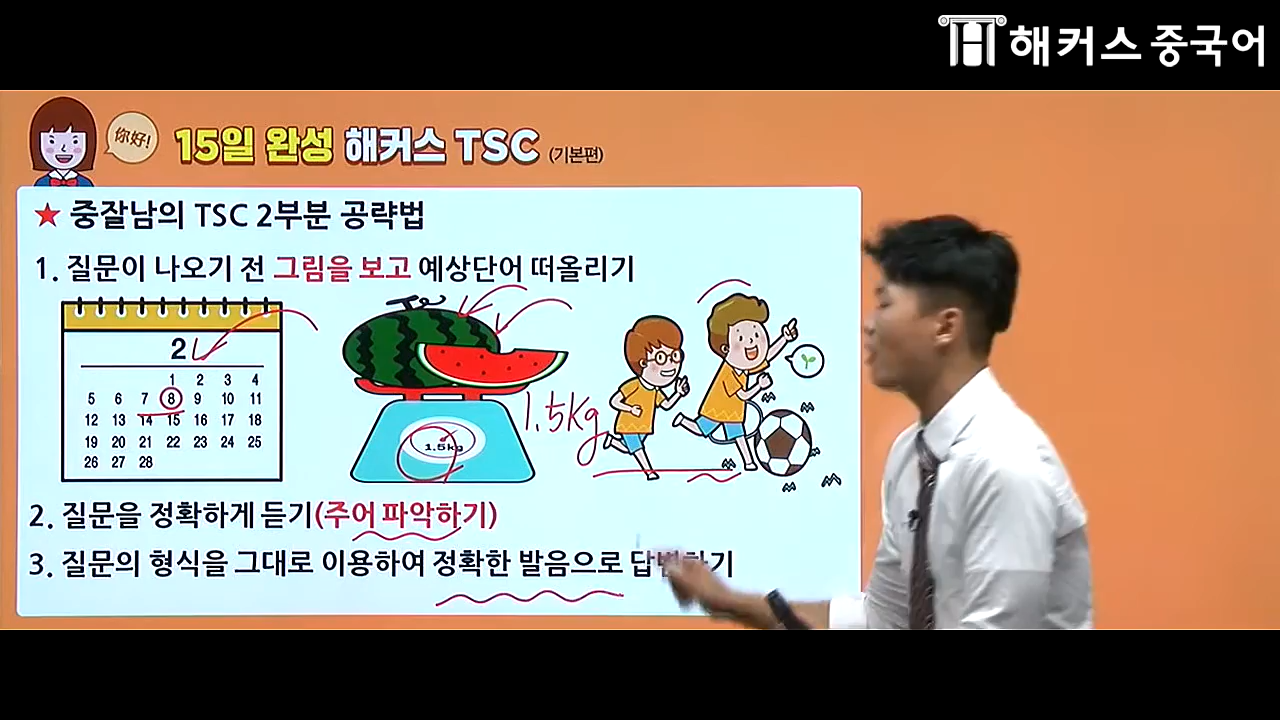 해커스 중국어
你好!
15일 완성 해커스 TSC (기본편)
★ 중잘남의 TSC 2부분 공략법
1. 질문이 나오기 전 그림을 보고 예상단어 떠올리기
2
1 2 3 4
5 6 7 8 9 10 11
12 13 14 15 16 17 18
19 20 21 22 23 24 25
26 27 28
1.5kg
1.5kg
2. 질문을 정확하게 듣기(주어 파악하기)
3. 질문의 형식을 그대로 이용하여 정확한 발음으로 답변하기